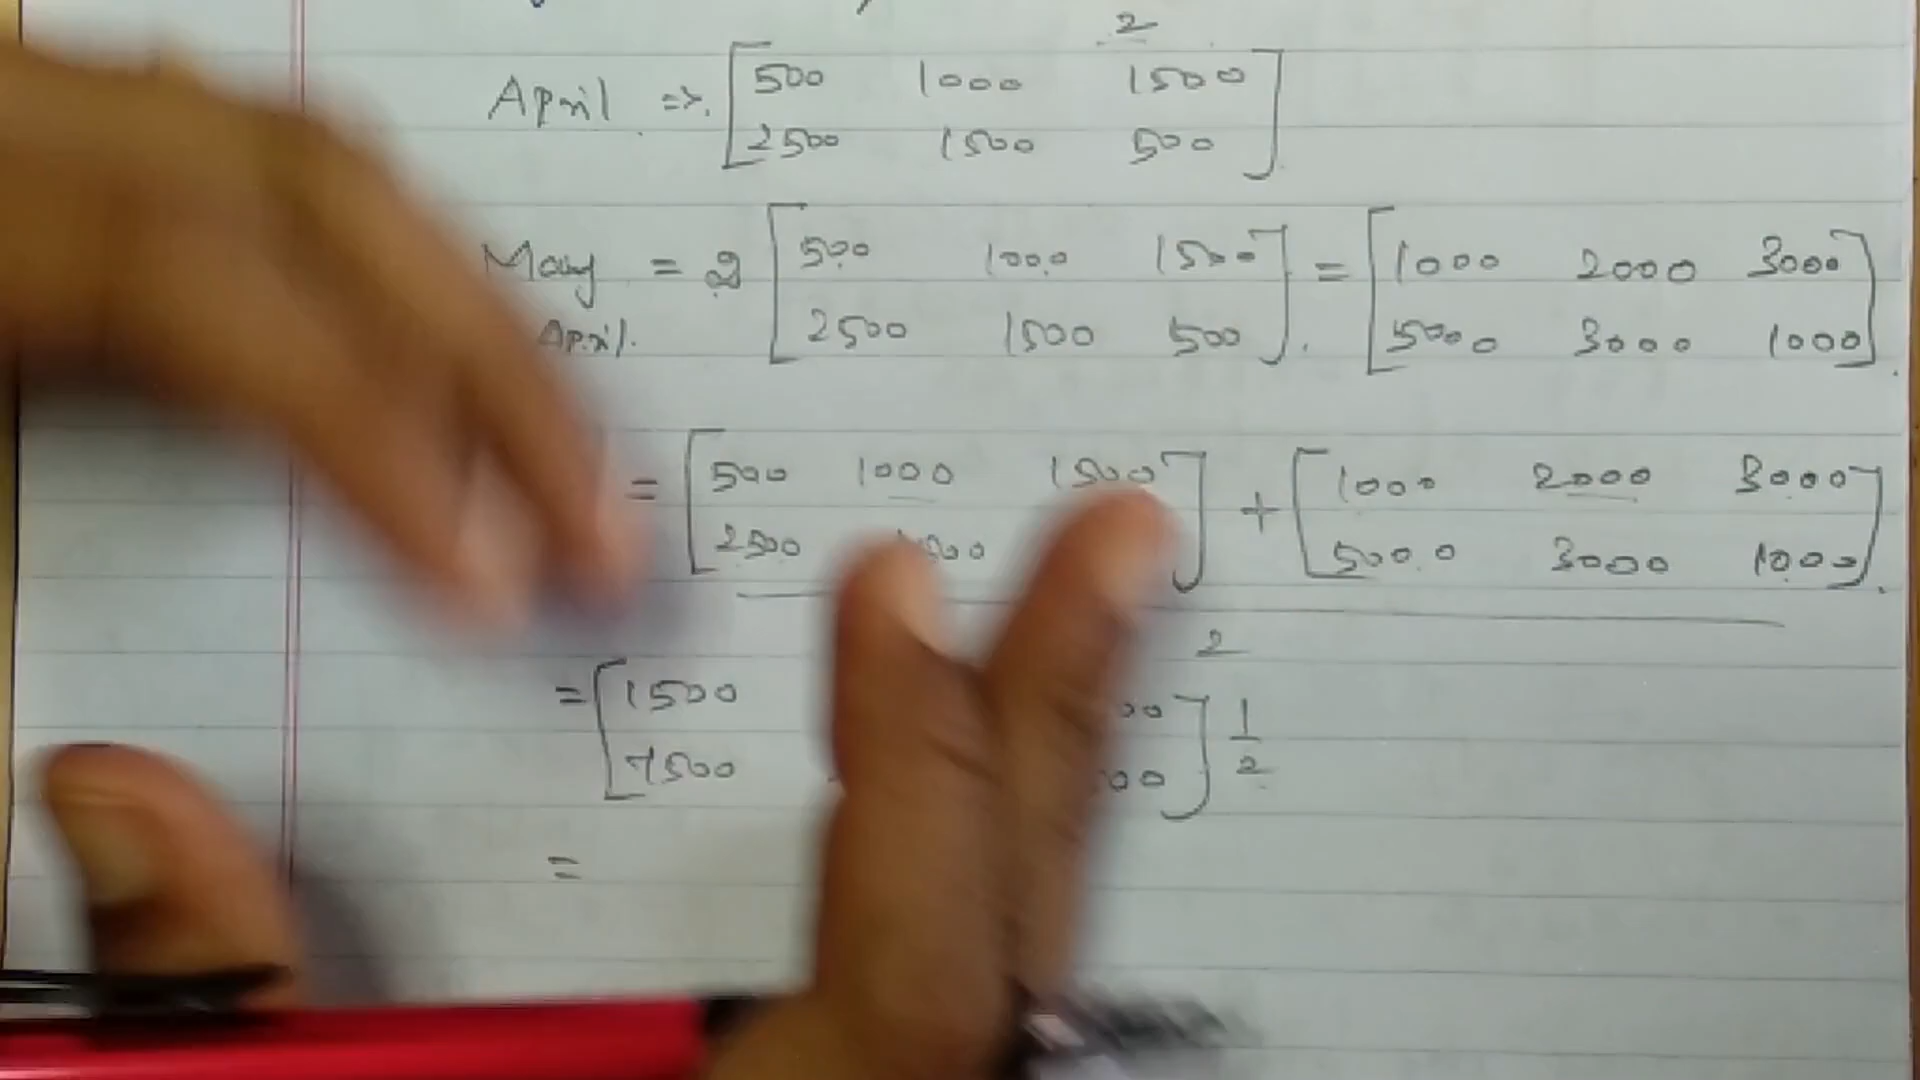 2
April => [500 1000 1500
2500 1500 500]
May = 2 [500 1000 1500
2500 1500 500]. = [1000 2000 3000
5000 3000 1000].
April.
= [500 1000 1500
2500] + [1000 2000 3000
5000 3000 1000].
2
= [1500
7500 ] 1/2
=